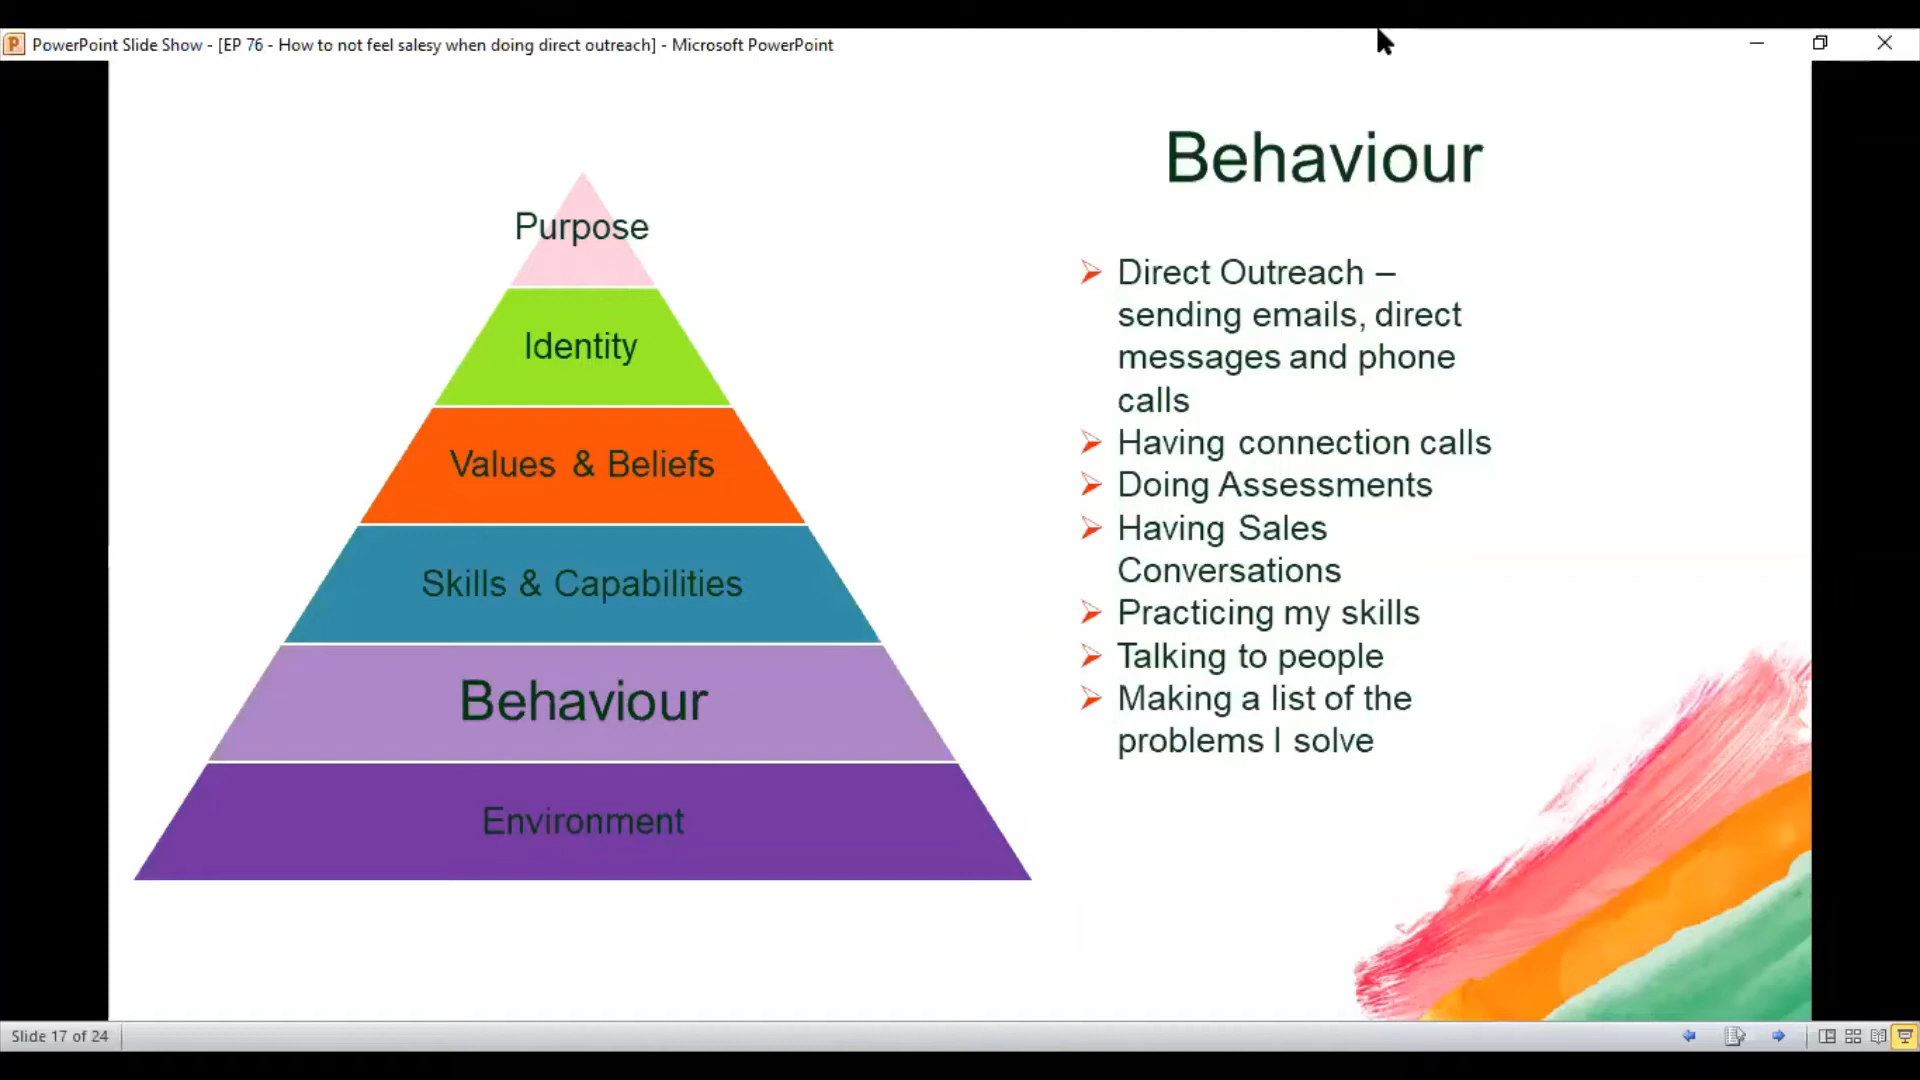 PowerPoint Slide Show - [EP 76 - How to not feel salesy when doing direct outreach] - Microsoft PowerPoint
Purpose
Identity
Values & Beliefs
Skills & Capabilities
Behaviour
Environment
Behaviour
Direct Outreach –
sending emails, direct
messages and phone
calls
Having connection calls
Doing Assessments
Having Sales
Conversations
Practicing my skills
Talking to people
Making a list of the
problems I solve
Slide 17 of 24